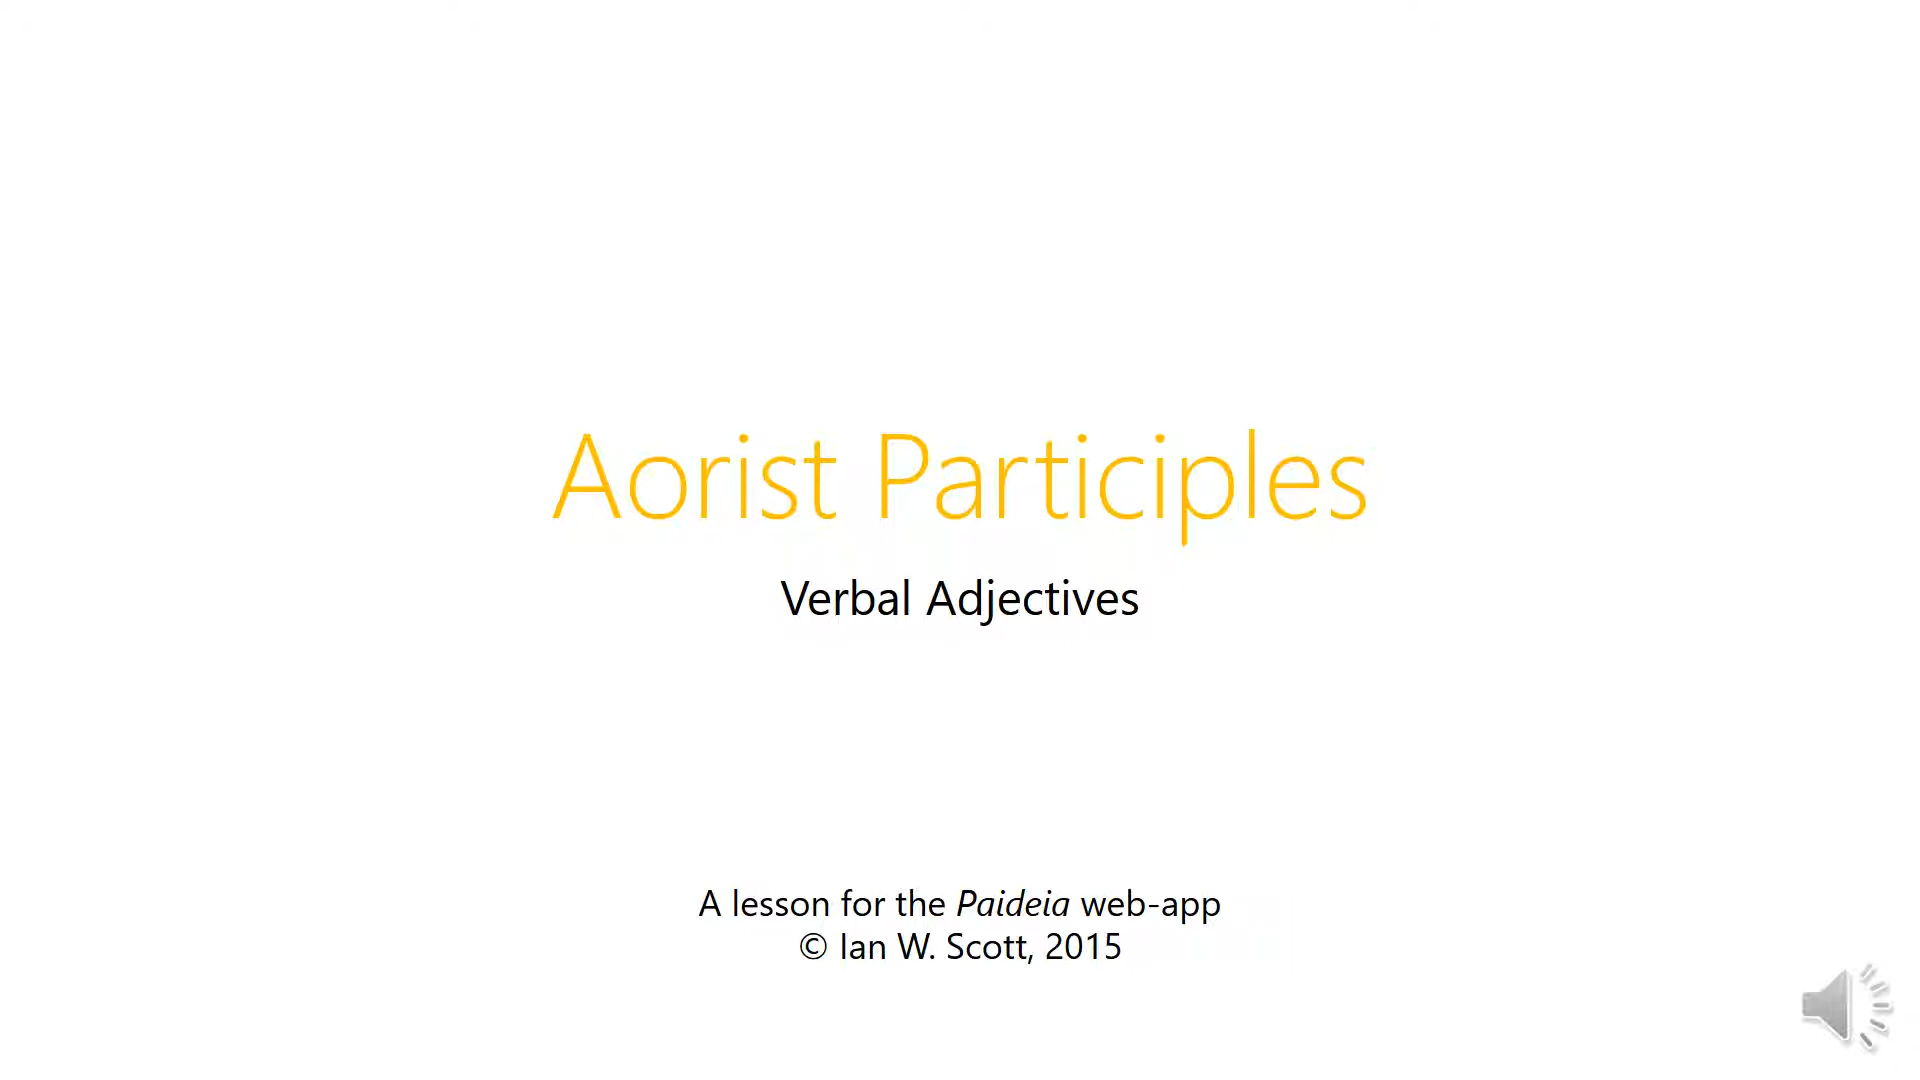 Aorist Participles
Verbal Adjectives
A lesson for the Paideia web-app
© Ian W. Scott, 2015